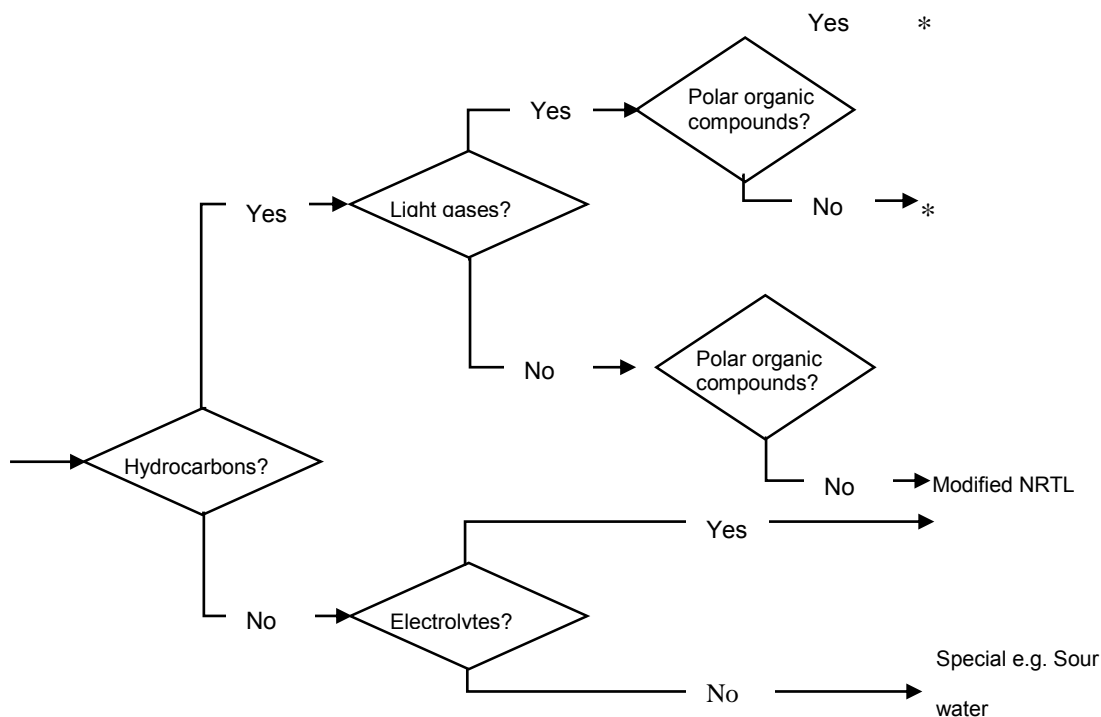 Yes *
Polar organic
compounds?
Yes
No *
Light gases?
Yes
Polar organic
compounds?
No
No Modified NRTL
Hydrocarbons?
Yes
No
Electrolytes?
Special e.g. Sour
water
No